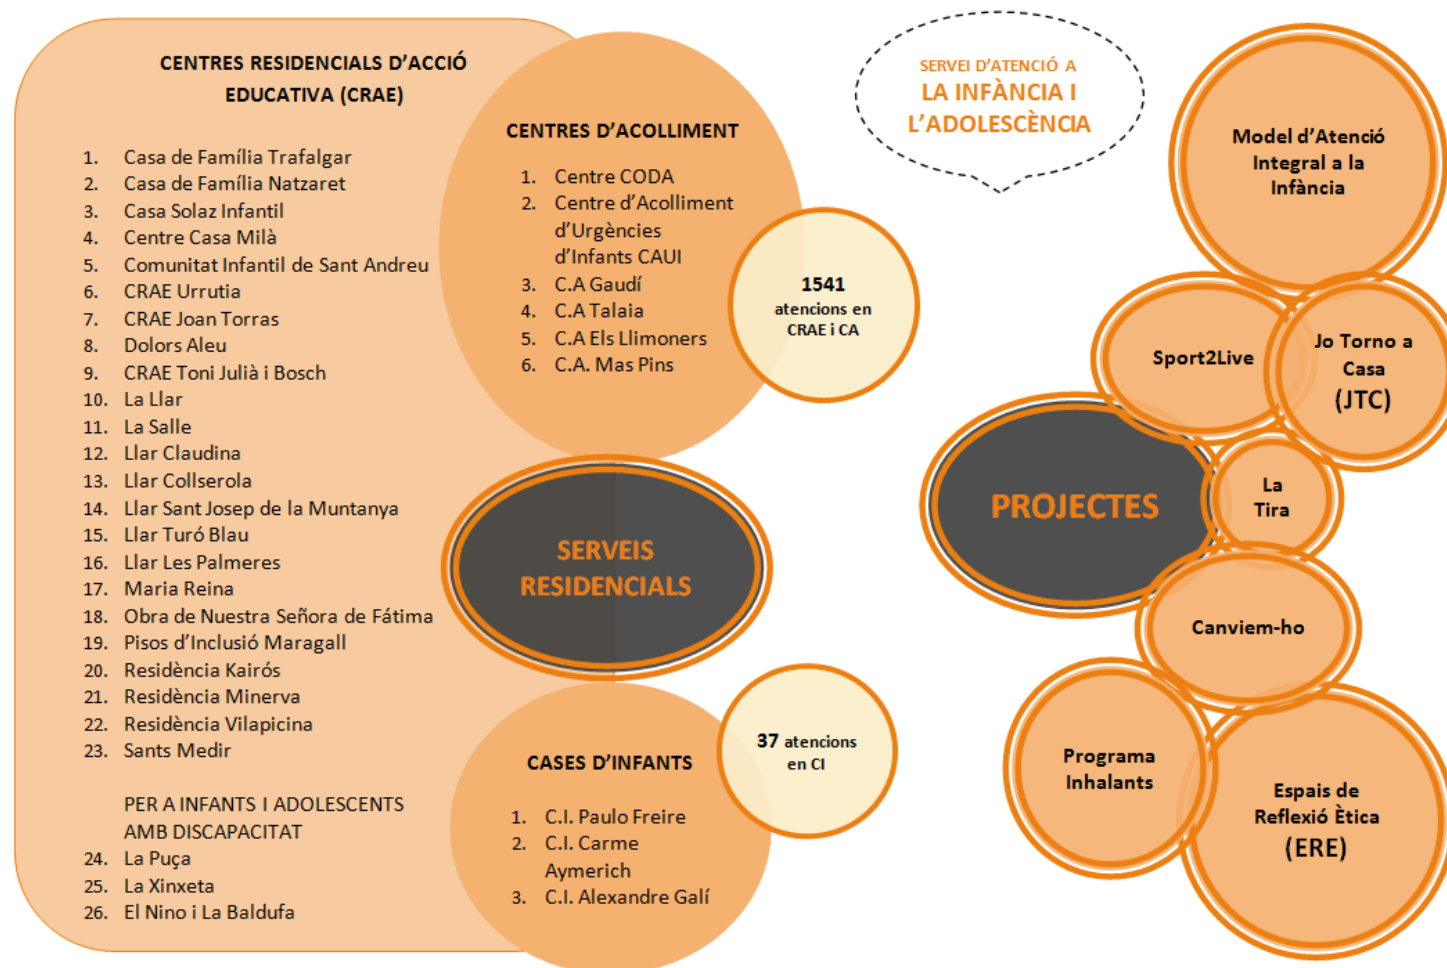 CENTRES RESIDENCIALS D'ACCIÓ
EDUCATIVA (CRAE)
1. Casa de Família Trafalgar
2. Casa de Família Natzaret
3. Casa Solaz Infantil
4. Centre Casa Milà
5. Comunitat Infantil de Sant Andreu
6. CRAE Urrutia
7. CRAE Joan Torras
8. Dolors Aleu
9. CRAE Toni Julià i Bosch
10. La Llar
11. La Salle
12. Llar Claudina
13. Llar Collserola
14. Llar Sant Josep de la Muntanya
15. Llar Turó Blau
16. Llar Les Palmeres
17. Maria Reina
18. Obra de Nuestra Señora de Fátima
19. Pisos d'Inclusió Maragall
20. Residència Kairós
21. Residència Minerva
22. Residència Vilapicina
23. Sants Medir
PER A INFANTS I ADOLESCENTS
AMB DISCAPACITAT
24. La Puça
25. La Xinxeta
26. El Nino i La Baldufa
CENTRES D'ACOLLIMENT
1. Centre CODA
2. Centre d'Acolliment
d'Urgències
d'Infants CAUI
3. C.A Gaudí
4. C.A Talaia
5. C.A Els Llimoners
6. C.A. Mas Pins
1541
atencions en
CRAE i CA
SERVEIS
RESIDENCIALS
CASES D'INFANTS
1. C.I. Paulo Freire
2. C.I. Carme
Aymerich
3. C.I. Alexandre Galí
37 atencions
en CI
SERVEI D'ATENCIÓ A
LA INFÀNCIA I
L'ADOLESCÈNCIA
PROJECTES
Model d'Atenció
Integral a la
Infància
Sport2Live
Jo Torno a
Casa
(JTC)
La
Tira
Canviem-ho
Programa
Inhalants
Espais de
Reflexió Ètica
(ERE)